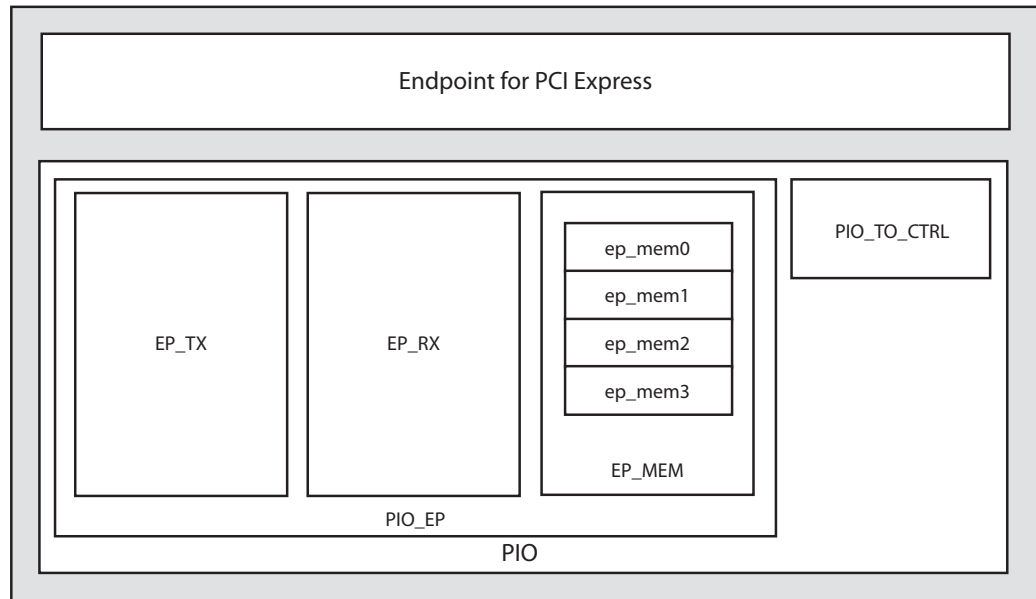 Endpoint for PCI Express
PIO_TO_CTRL
ep_mem0
ep_mem1
EP_TX
EP_RX
ep_mem2
ep_mem3
EP_MEM
PIO_EP
PIO